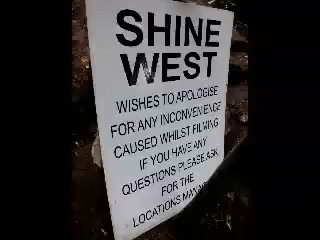 SHINE
WEST
WISHES TO APOLOGISE
FOR ANY INCONVENIENCE
CAUSED WHILST FILMING
IF YOU HAVE ANY
QUESTIONS PLEASE ASK
FOR THE
LOCATIONS